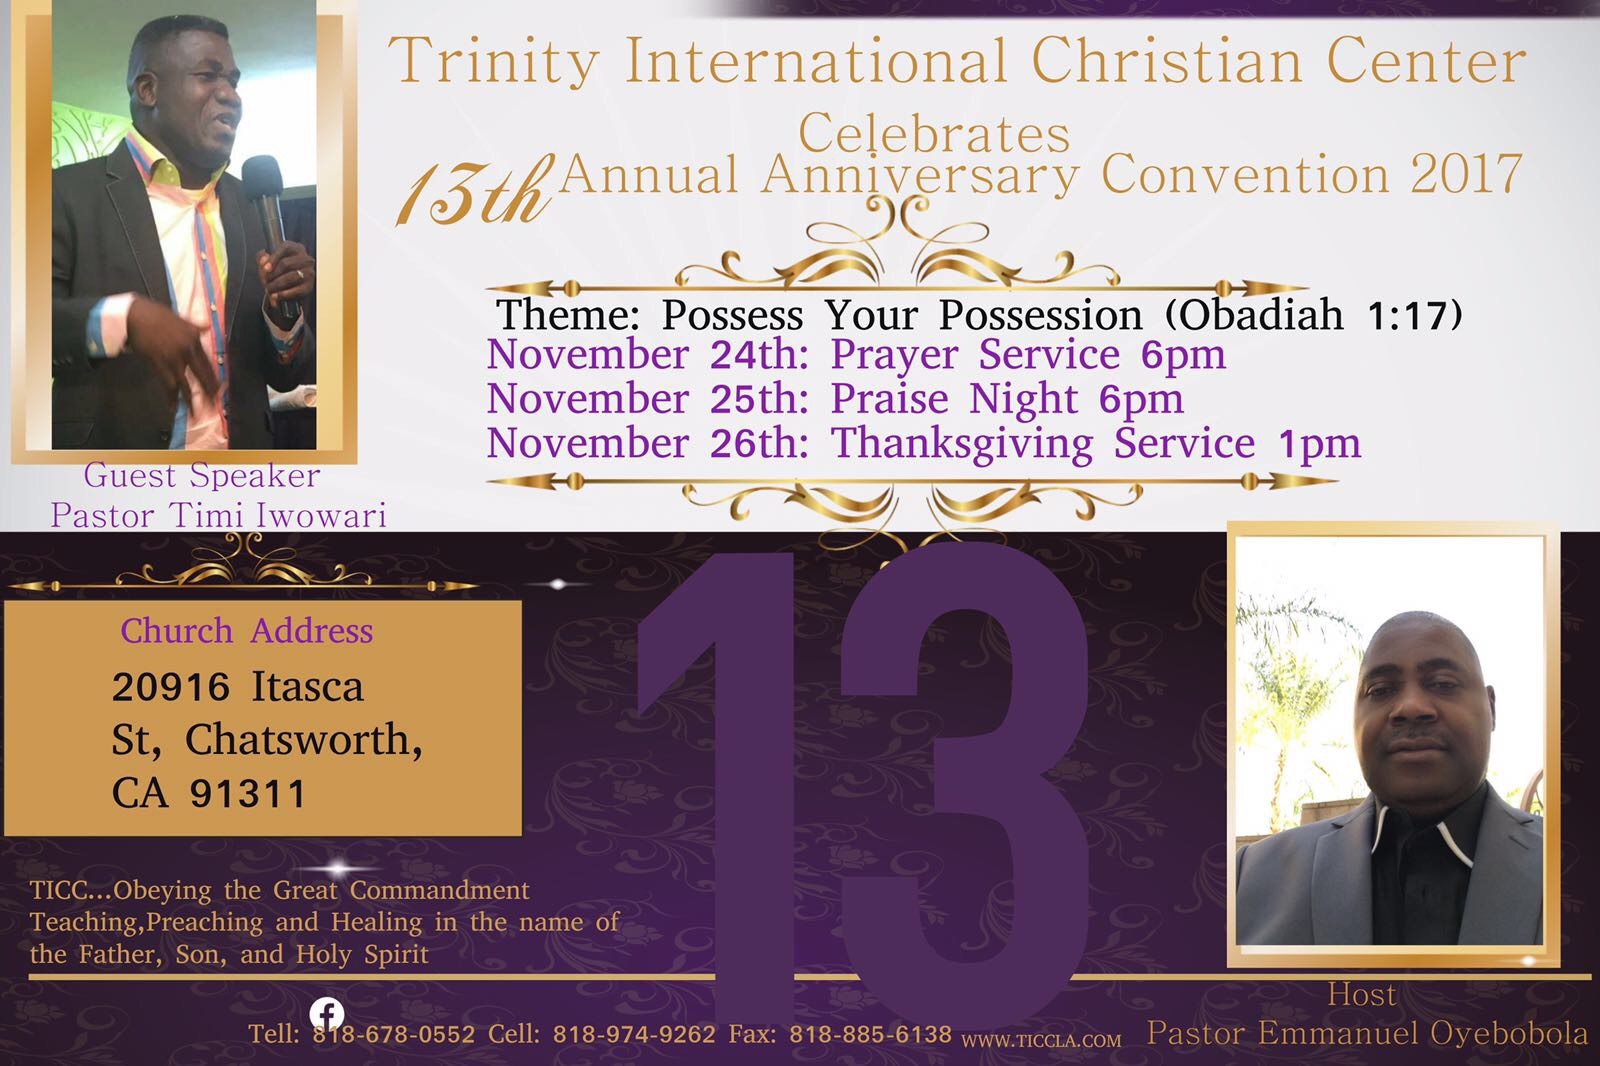 Trinity International Christian Center
Celebrates
13th Annual Anniversary Convention 2017
Theme: Possess Your Possession (Obadiah 1:17)
November 24th: Prayer Service 6pm
November 25th: Praise Night 6pm
November 26th: Thanksgiving Service 1pm
Guest Speaker
Pastor Timi Iwowari
Church Address
20916 Itasca
St, Chatsworth,
CA 91311
13
TICC...Obeying the Great Commandment
Teaching,Preaching and Healing in the name of
the Father, Son, and Holy Spirit
Host
Pastor Emmanuel Oyebobola
Tell: 818-678-0552 Cell: 818-974-9262 Fax: 818-885-6138 WWW.TICCLA.COM